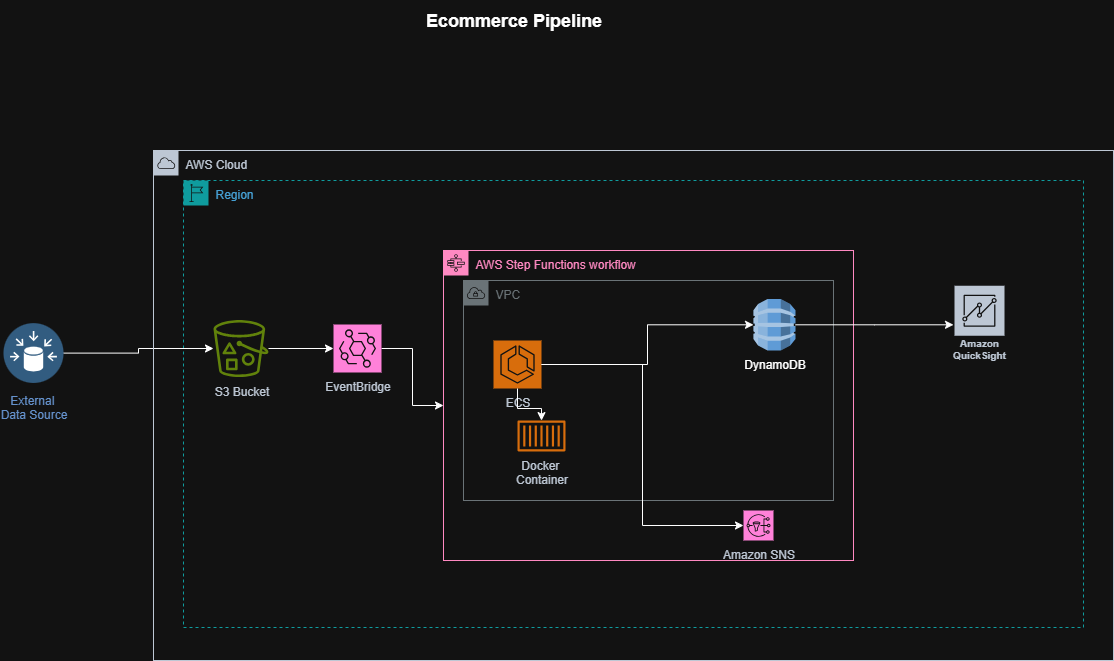 Ecommerce Pipeline
AWS Cloud
Region
AWS Step Functions workflow
VPC
External
Data Source
S3 Bucket
EventBridge
ECS
Docker
Container
DynamoDB
Amazon SNS
Amazon
QuickSight